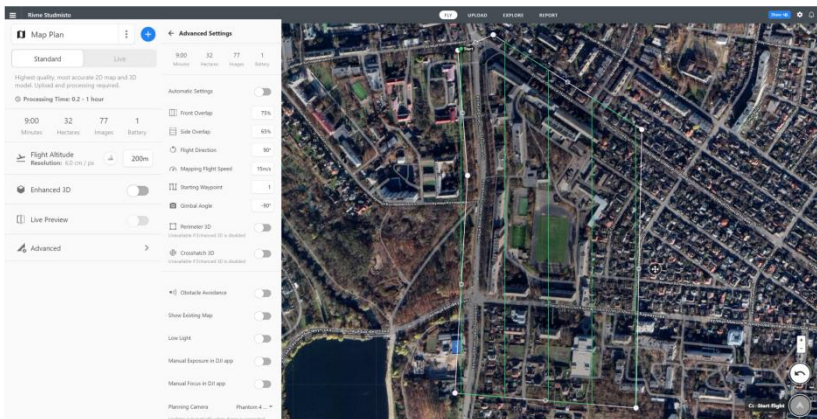 Rivne Studmisto
FLY UPLOAD EXPLORE REPORT
Map Plan
Standard Live
Highest quality, most accurate 2D map and 3D
model. Upload and processing required.
Processing Time: 0.2 - 1 hour
9:00 32 77 1
Minutes Hectares Images Battery
Flight Altitude
Resolution: 6.0 cm / px
200m
Enhanced 3D
Live Preview
Advanced
Advanced Settings
9:00 32 77 1
Minutes Hectares Images Battery
Automatic Settings
Front Overlap 75%
Side Overlap 65%
Flight Direction 90°
Mapping Flight Speed 15m/s
Starting Waypoint 1
Gimbal Angle -90°
Perimeter 3D
Unavailable if Enhanced 3D is disabled
Crosshatch 3D
Unavailable if Enhanced 3D is disabled
Obstacle Avoidance
Show Existing Map
Low Light
Manual Exposure in DJI app
Manual Focus in DJI app
Planning Camera Phantom 4 ...
Start
Start Flight